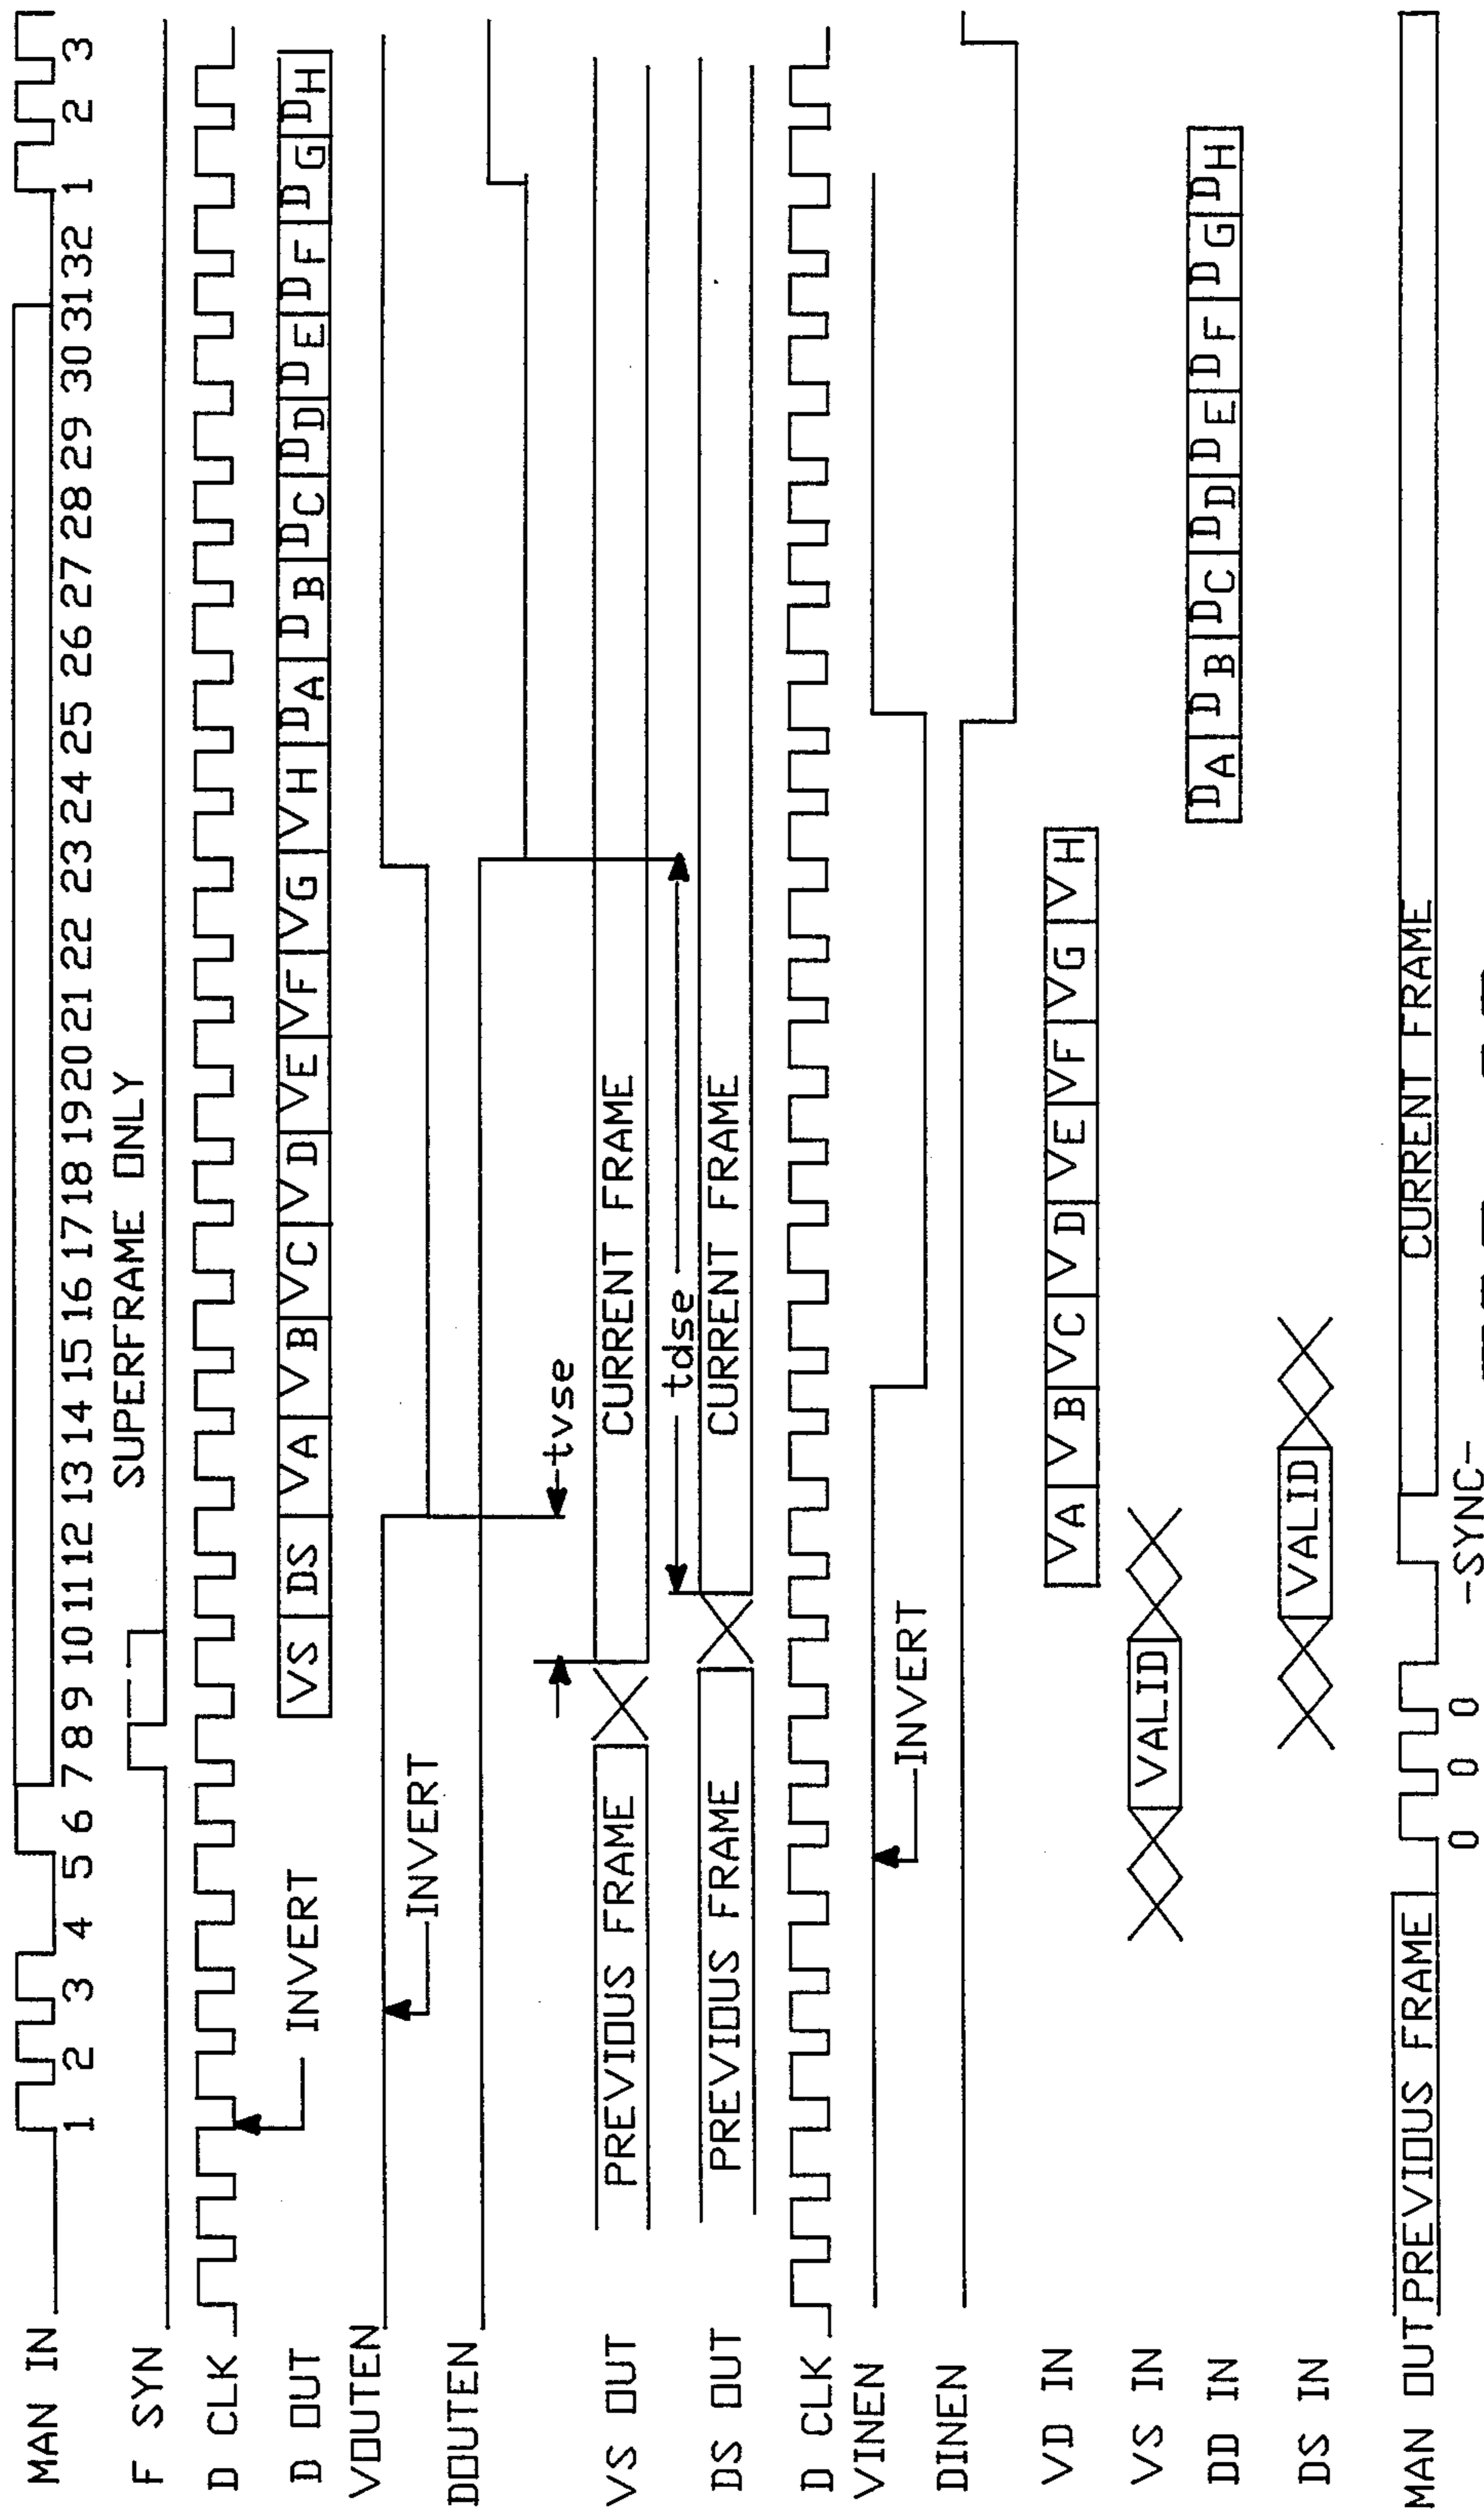 MAN IN
1 2 3 4 5 6 7 8 9 10 11 12 13 14 15 16 17 18 19 20 21 22 23 24 25 26 27 28 29 30 31 32 1 2 3
F SYN
SUPERFRAME ONLY
D CLK
INVERT
D OUT
VS DS VA VB VC VD VE VF VG VH DA DB DC DD DE DF DG DH
VOUTEN
INVERT
DOUTEN
tvse
VS OUT
PREVIOUS FRAME
CURRENT FRAME
tdse
DS OUT
PREVIOUS FRAME
CURRENT FRAME
D CLK
VINEN
INVERT
DINEN
VD IN
VA VB VC VD VE VF VG VH
VS IN
VALID
DD IN
DA DB DC DD DE DF DG DH
DS IN
VALID
MAN OUT
PREVIOUS FRAME
CURRENT FRAME
0 0 0 -SYNC-